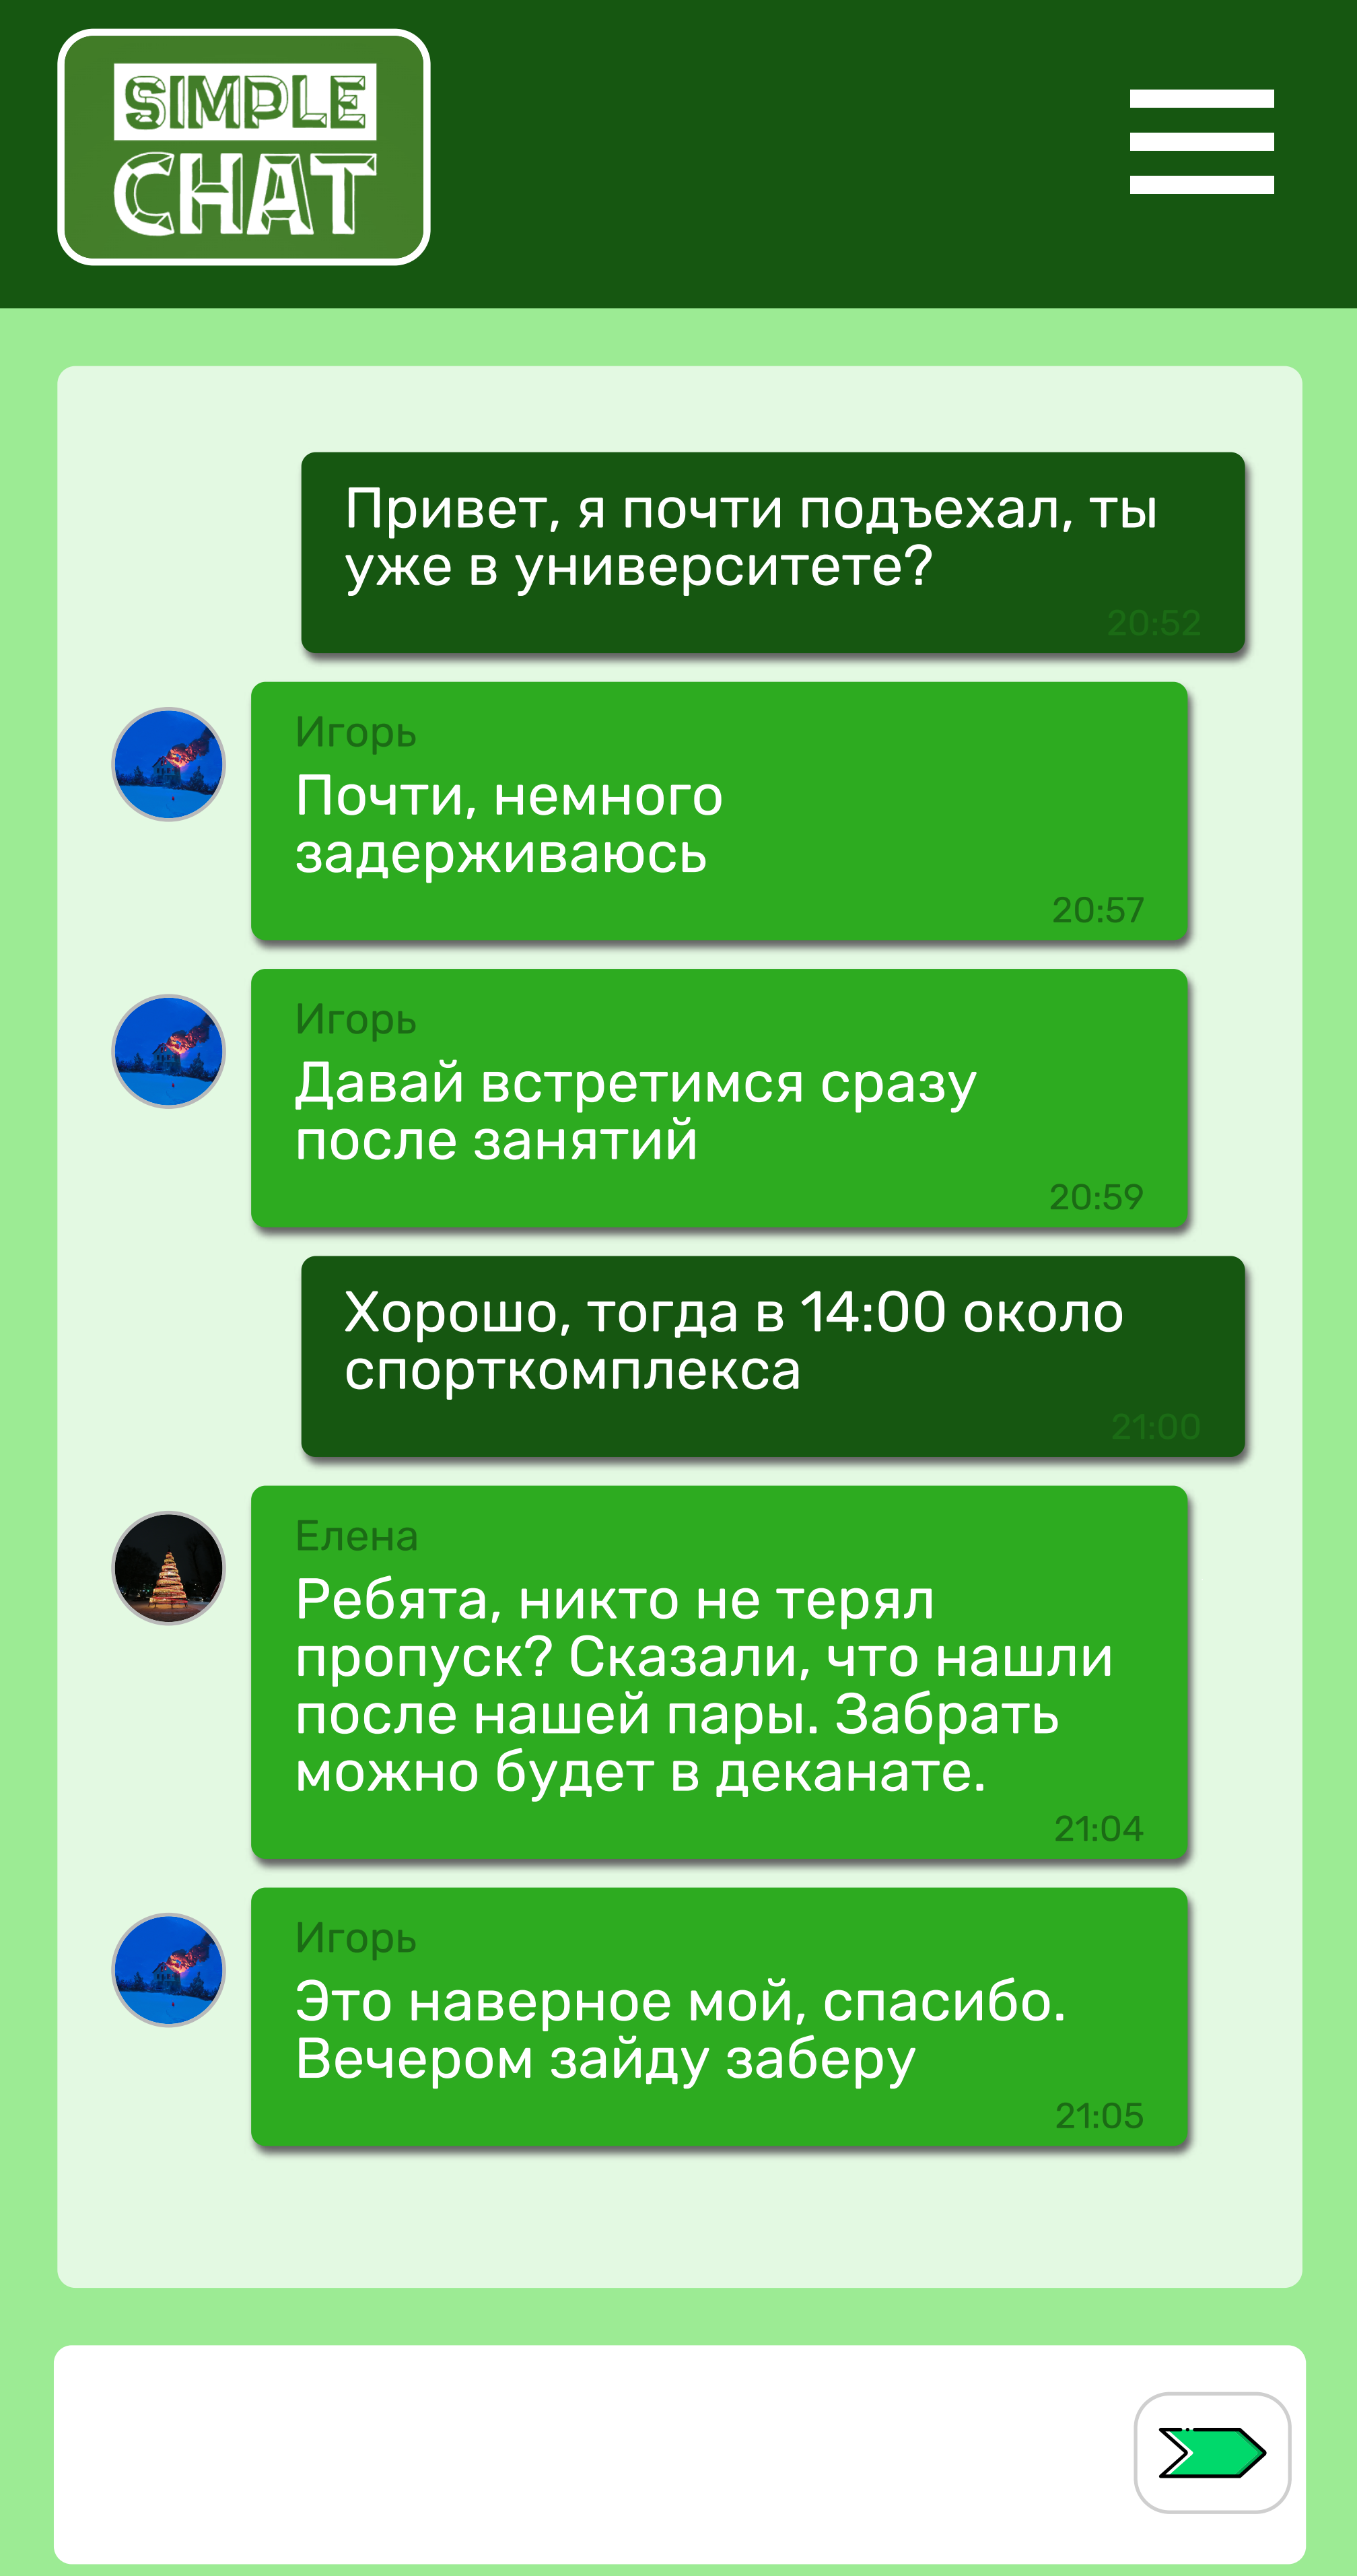 SIMPLE
CHAT
Привет, я почти подъехал, ты
уже в университете?
20:52
Игорь
Почти, немного
задерживаюсь
20:57
Игорь
Давай встретимся сразу
после занятий
20:59
Хорошо, тогда в 14:00 около
спорткомплекса
21:00
Елена
Ребята, никто не терял
пропуск? Сказали, что нашли
после нашей пары. Забрать
можно будет в деканате.
21:04
Игорь
Это наверное мой, спасибо.
Вечером зайду заберу
21:05